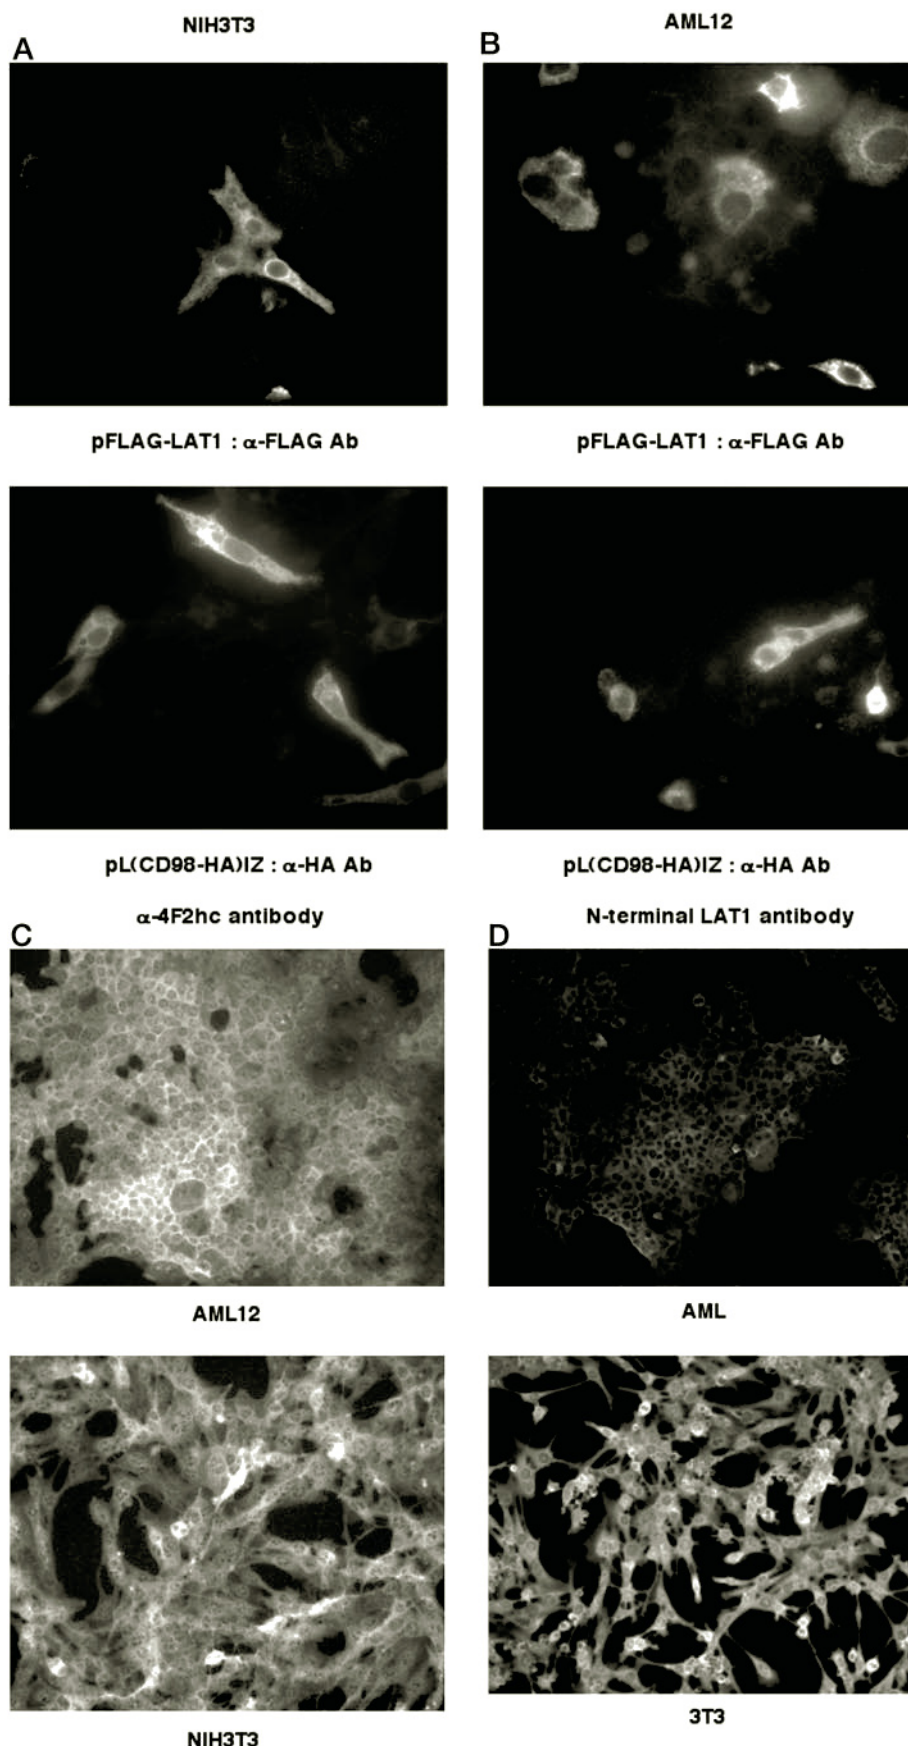 NIH3T3
AML12
A
B
pFLAG-LAT1 : α-FLAG Ab
pFLAG-LAT1 : α-FLAG Ab
pL(CD98-HA)IZ : α-HA Ab
pL(CD98-HA)IZ : α-HA Ab
α-4F2hc antibody
N-terminal LAT1 antibody
C
D
AML12
AML
NIH3T3
3T3